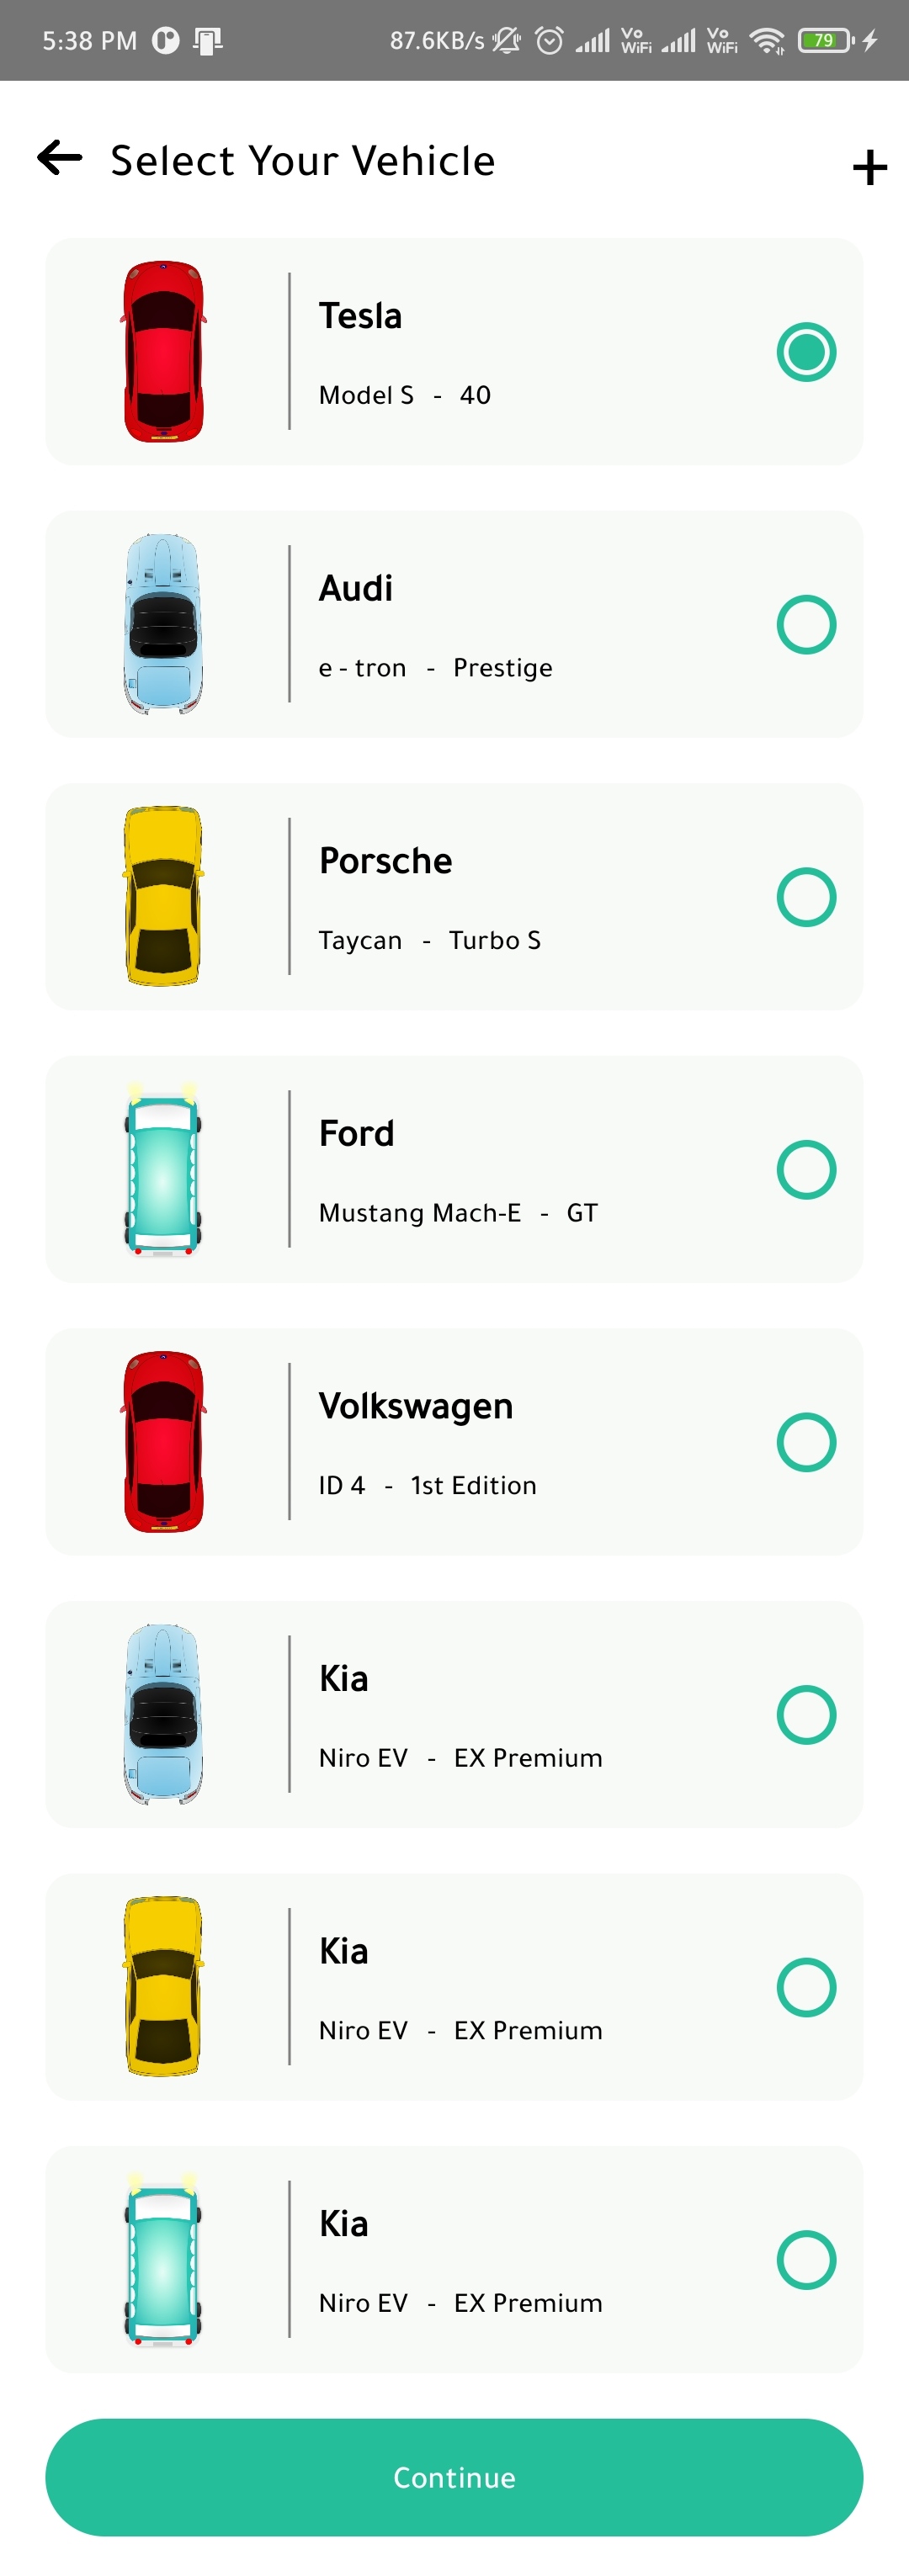 5:38 PM 87.6KB/s Vo WiFi Vo WiFi 79
Select Your Vehicle
Tesla
Model S - 40
Audi
e - tron - Prestige
Porsche
Taycan - Turbo S
Ford
Mustang Mach-E - GT
Volkswagen
ID 4 - 1st Edition
Kia
Niro EV - EX Premium
Kia
Niro EV - EX Premium
Kia
Niro EV - EX Premium
Continue